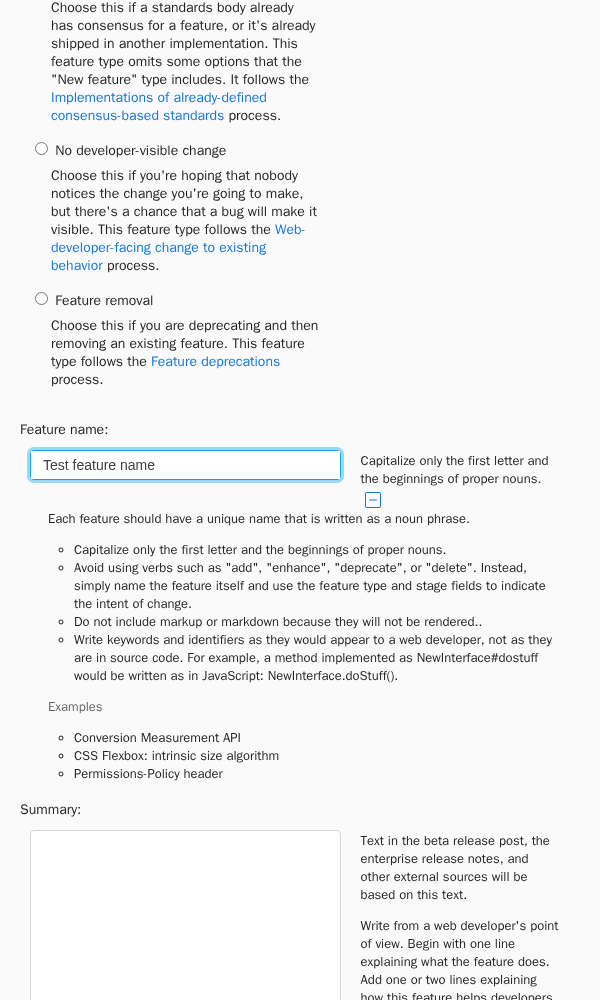 Choose this if a standards body already
has consensus for a feature, or it's already
shipped in another implementation. This
feature type omits some options that the
"New feature" type includes. It follows the
Implementations of already-defined
consensus-based standards process.
No developer-visible change
Choose this if you're hoping that nobody
notices the change you're going to make,
but there's a chance that a bug will make it
visible. This feature type follows the Web-
developer-facing change to existing
behavior process.
Feature removal
Choose this if you are deprecating and then
removing an existing feature. This feature
type follows the Feature deprecations
process.
Feature name:
Test feature name
Capitalize only the first letter and
the beginnings of proper nouns.
Each feature should have a unique name that is written as a noun phrase.
Capitalize only the first letter and the beginnings of proper nouns.
Avoid using verbs such as "add", "enhance", "deprecate", or "delete". Instead,
simply name the feature itself and use the feature type and stage fields to indicate
the intent of change.
Do not include markup or markdown because they will not be rendered..
Write keywords and identifiers as they would appear to a web developer, not as they
are in source code. For example, a method implemented as NewInterface#dostuff
would be written as in JavaScript: NewInterface.doStuff().
Examples
Conversion Measurement API
CSS Flexbox: intrinsic size algorithm
Permissions-Policy header
Summary:
Text in the beta release post, the
enterprise release notes, and
other external sources will be
based on this text.
Write from a web developer's point
of view. Begin with one line
explaining what the feature does.
Add one or two lines explaining
how this feature helps developers.